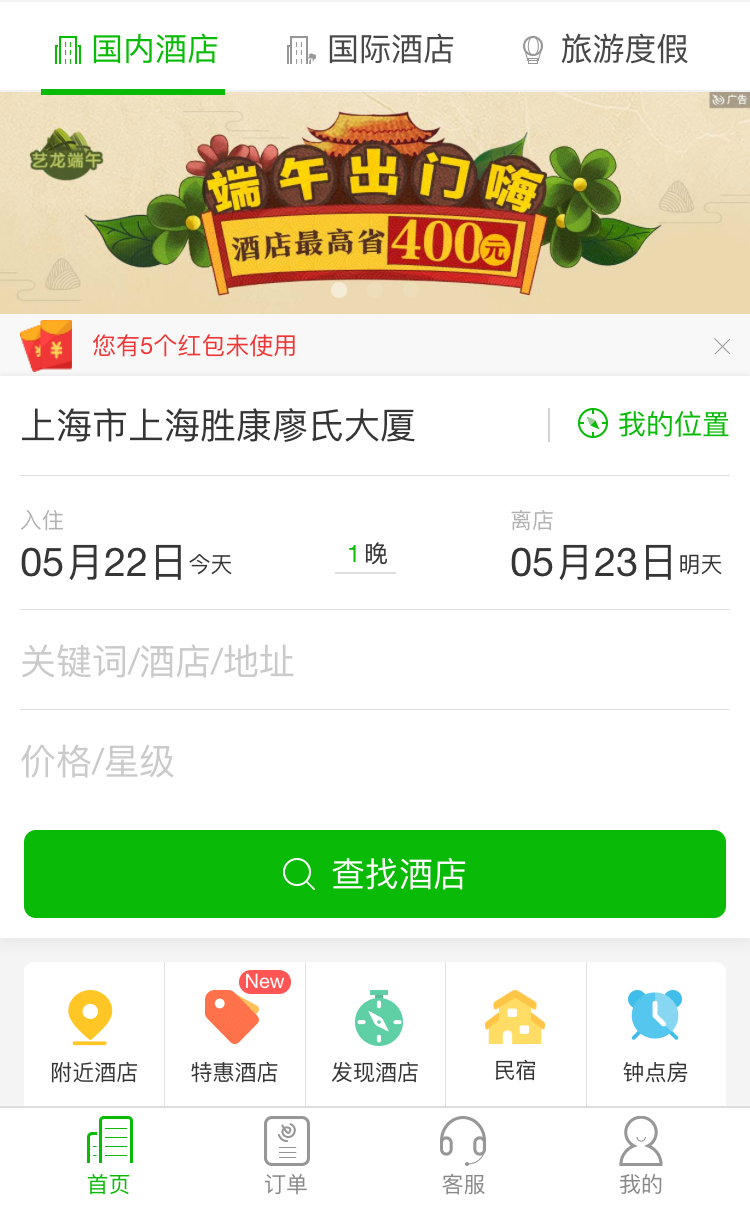 国内酒店
国际酒店
旅游度假
广告
艺龙端午
端午出门嗨
酒店最高省400元
您有5个红包未使用
上海市上海胜康廖氏大厦
我的位置
入住
离店
05月22日今天
1晚
05月23日明天
关键词/酒店/地址
价格/星级
查找酒店
New
附近酒店
特惠酒店
发现酒店
民宿
钟点房
首页
订单
客服
我的